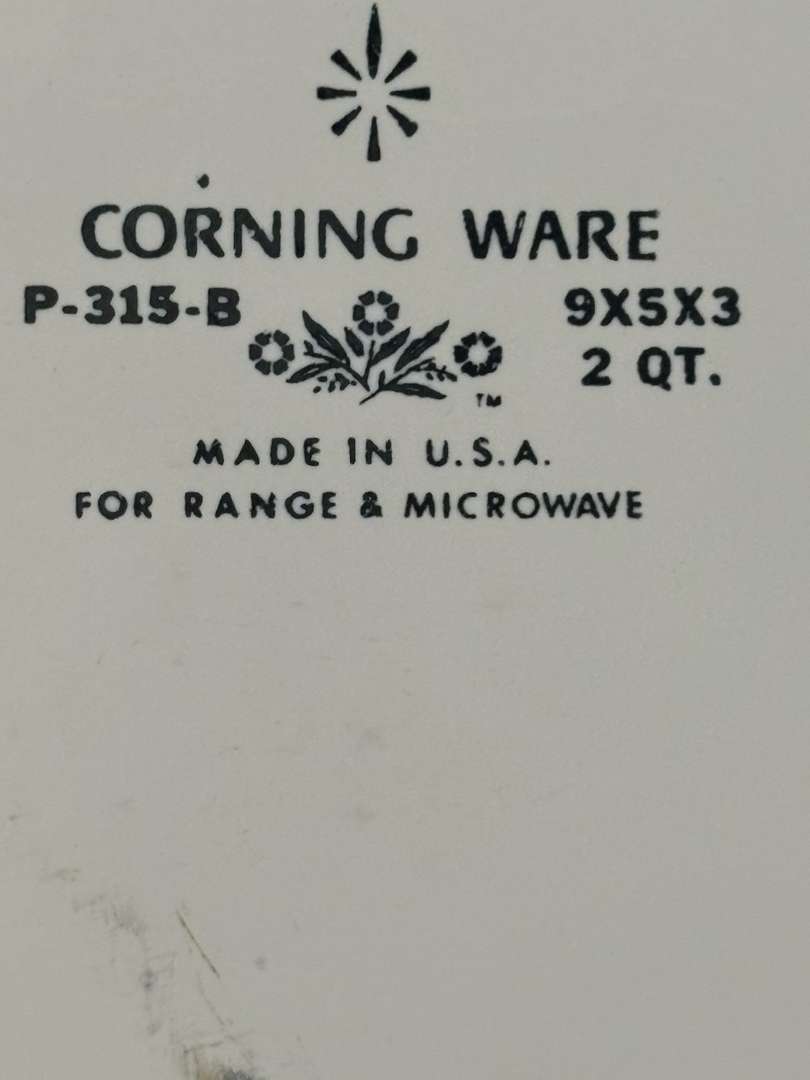 CORNING WARE
P-315-B 9X5X3
2 QT.
TM
MADE IN U.S.A.
FOR RANGE & MICROWAVE